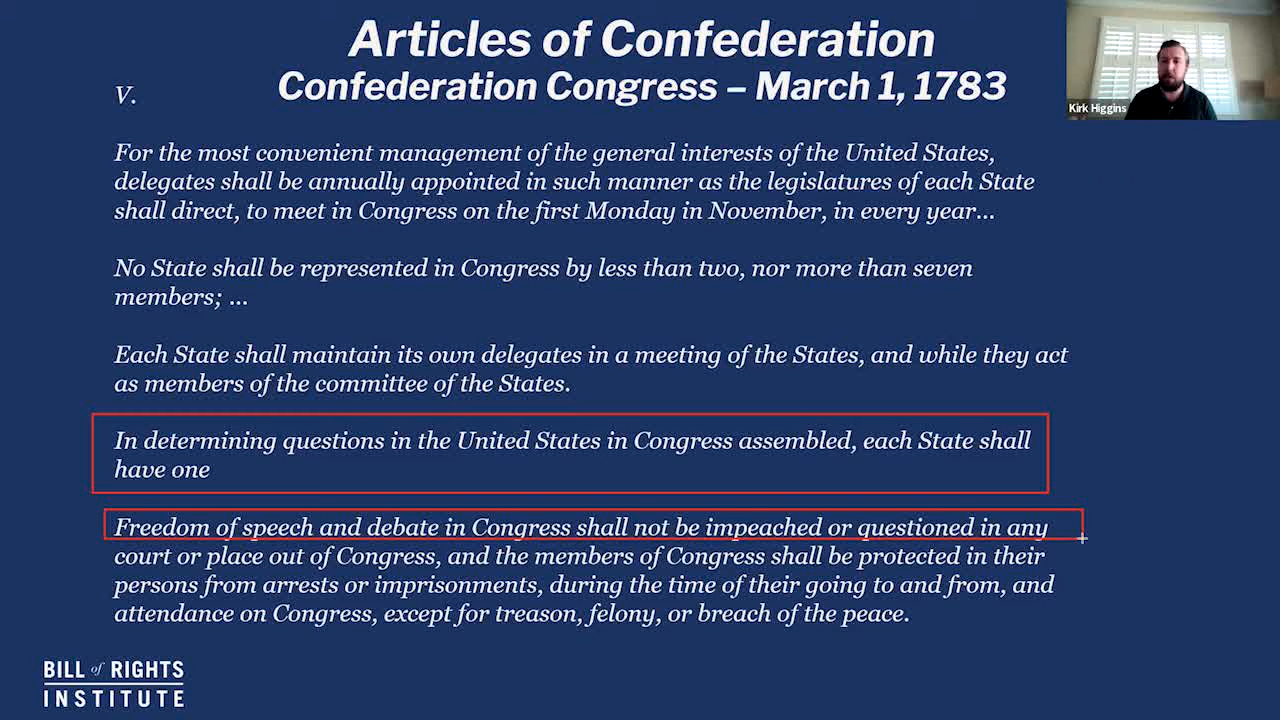 Articles of Confederation
Confederation Congress – March 1, 1783
V.
For the most convenient management of the general interests of the United States,
delegates shall be annually appointed in such manner as the legislatures of each State
shall direct, to meet in Congress on the first Monday in November, in every year...
No State shall be represented in Congress by less than two, nor more than seven
members; ...
Each State shall maintain its own delegates in a meeting of the States, and while they act
as members of the committee of the States.
In determining questions in the United States in Congress assembled, each State shall
have one
Freedom of speech and debate in Congress shall not be impeached or questioned in any
court or place out of Congress, and the members of Congress shall be protected in their
persons from arrests or imprisonments, during the time of their going to and from, and
attendance on Congress, except for treason, felony, or breach of the peace.
Kirk Higgins
BILL of RIGHTS
INSTITUTE